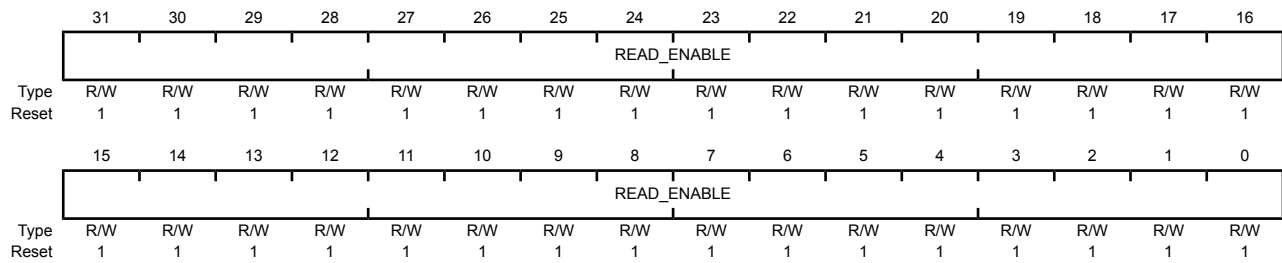 31 30 29 28 27 26 25 24 23 22 21 20 19 18 17 16
READ_ENABLE
Type R/W R/W R/W R/W R/W R/W R/W R/W R/W R/W R/W R/W R/W R/W R/W R/W
Reset 1 1 1 1 1 1 1 1 1 1 1 1 1 1 1 1
15 14 13 12 11 10 9 8 7 6 5 4 3 2 1 0
READ_ENABLE
Type R/W R/W R/W R/W R/W R/W R/W R/W R/W R/W R/W R/W R/W R/W R/W R/W
Reset 1 1 1 1 1 1 1 1 1 1 1 1 1 1 1 1